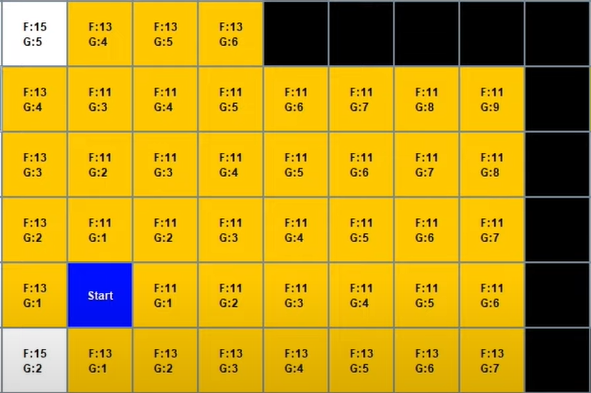 F:15 F:13 F:13 F:13
G:5 G:4 G:5 G:6
F:13 F:11 F:11 F:11 F:11 F:11 F:11 F:11
G:4 G:3 G:4 G:5 G:6 G:7 G:8 G:9
F:13 F:11 F:11 F:11 F:11 F:11 F:11 F:11
G:3 G:2 G:3 G:4 G:5 G:6 G:7 G:8
F:13 F:11 F:11 F:11 F:11 F:11 F:11 F:11
G:2 G:1 G:2 G:3 G:4 G:5 G:6 G:7
F:13 Start F:11 F:11 F:11 F:11 F:11 F:11
G:1 G:1 G:2 G:3 G:4 G:5 G:6
F:15 F:13 F:13 F:13 F:13 F:13 F:13 F:13
G:2 G:1 G:2 G:3 G:4 G:5 G:6 G:7